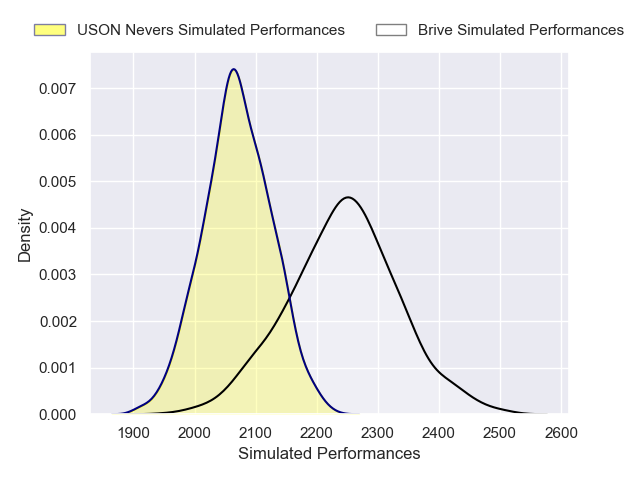 USON Nevers Simulated Performances
Brive Simulated Performances
0.007
0.006
0.005
0.004
0.003
0.002
0.001
0.000
Density
1900 2000 2100 2200 2300 2400 2500 2600
Simulated Performances